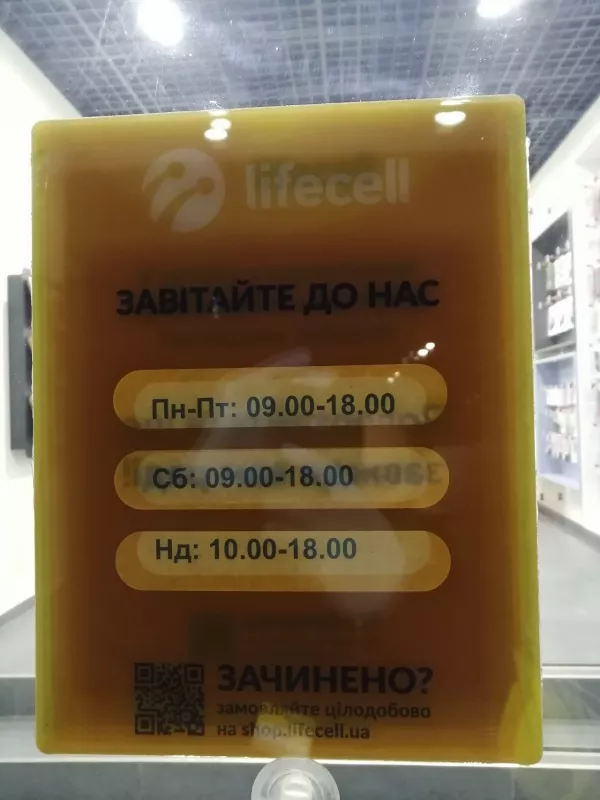 lifecell
ЗАВІТАЙТЕ ДО НАС
Пн-Пт: 09.00-18.00
Сб: 09.00-18.00
Нд: 10.00-18.00
ЗАЧИНЕНО?
замовляйте цілодобово
на shop.lifecell.ua